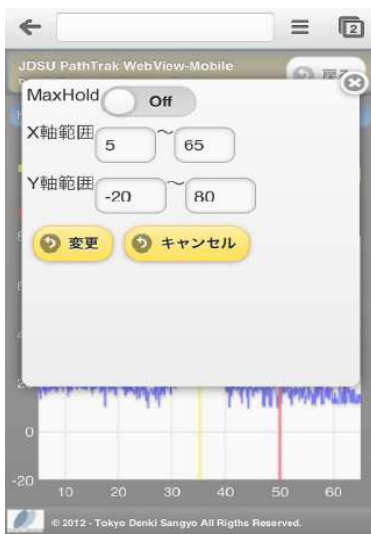 2
JDSU PathTrak WebView-Mobile
戻る
MaxHold Off
X軸範囲 5 ～ 65
Y軸範囲 -20 ～ 80
変更 キャンセル
0
-20
10 20 30 40 50 60
© 2012 - Tokyo Denki Sangyo All Rigths Reserved.